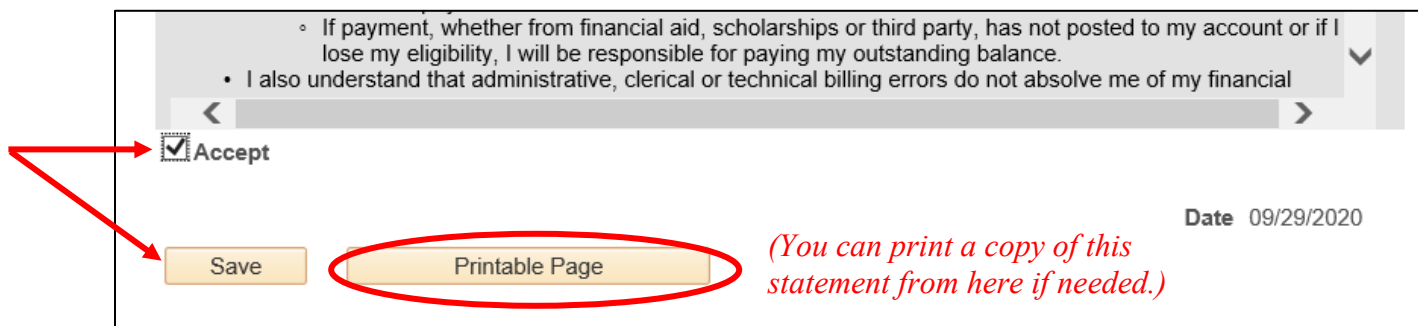 ◦ If payment, whether from financial aid, scholarships or third party, has not posted to my account or if I
lose my eligibility, I will be responsible for paying my outstanding balance.
• I also understand that administrative, clerical or technical billing errors do not absolve me of my financial
Accept
Date 09/29/2020
Save
Printable Page
(You can print a copy of this
statement from here if needed.)